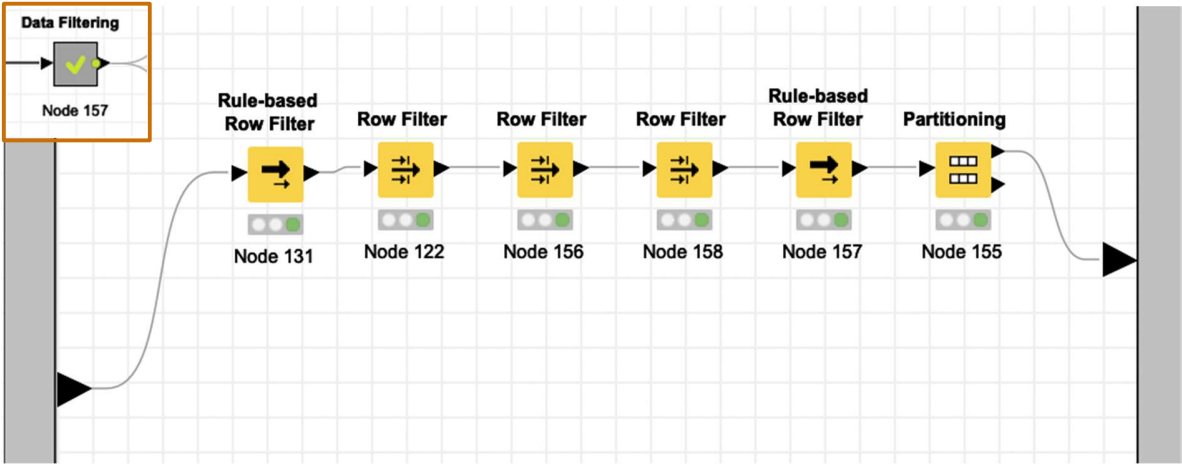 Data Filtering
Node 157
Rule-based
Row Filter
Node 131
Row Filter
Node 122
Row Filter
Node 156
Row Filter
Node 158
Rule-based
Row Filter
Node 157
Partitioning
Node 155